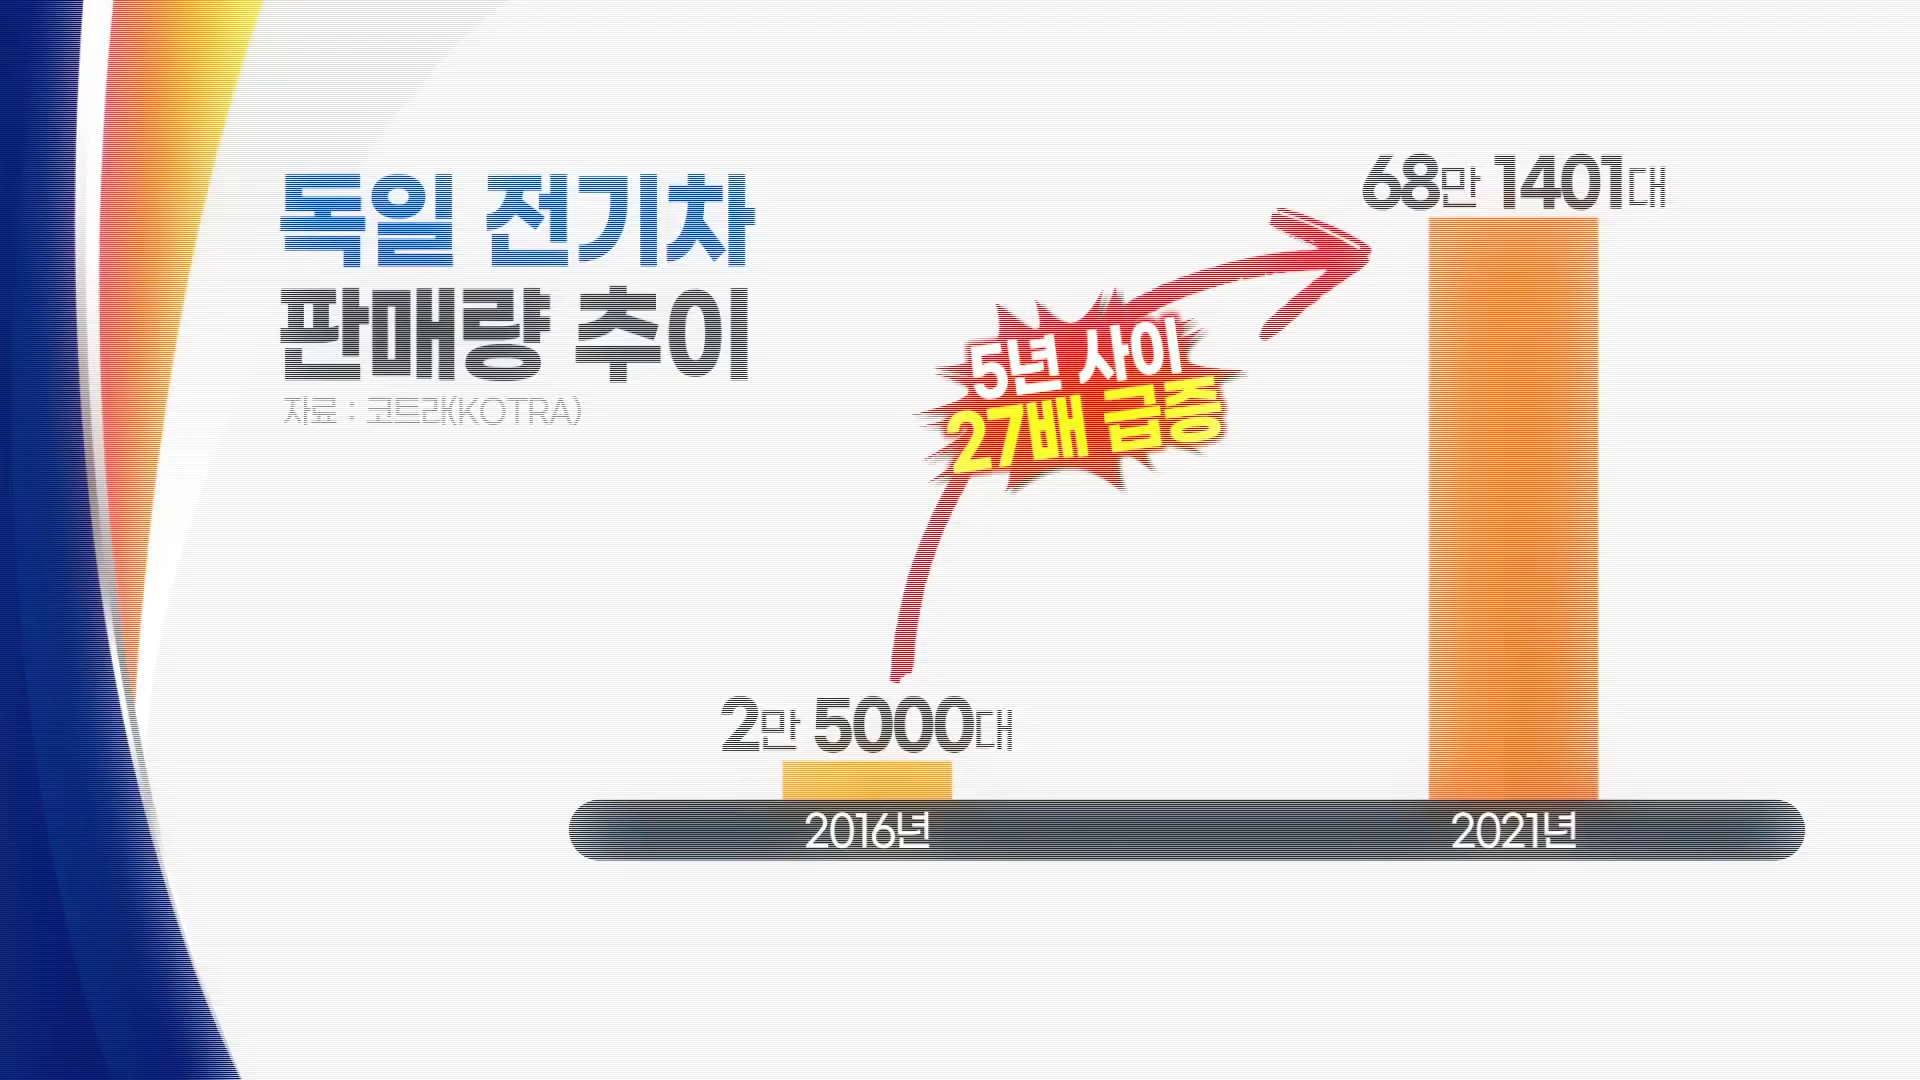 독일 전기차
판매량 추이
자료 : 코트라(KOTRA)
68만 1401대
5년 사이
27배 급증
2만 5000대
2016년
2021년